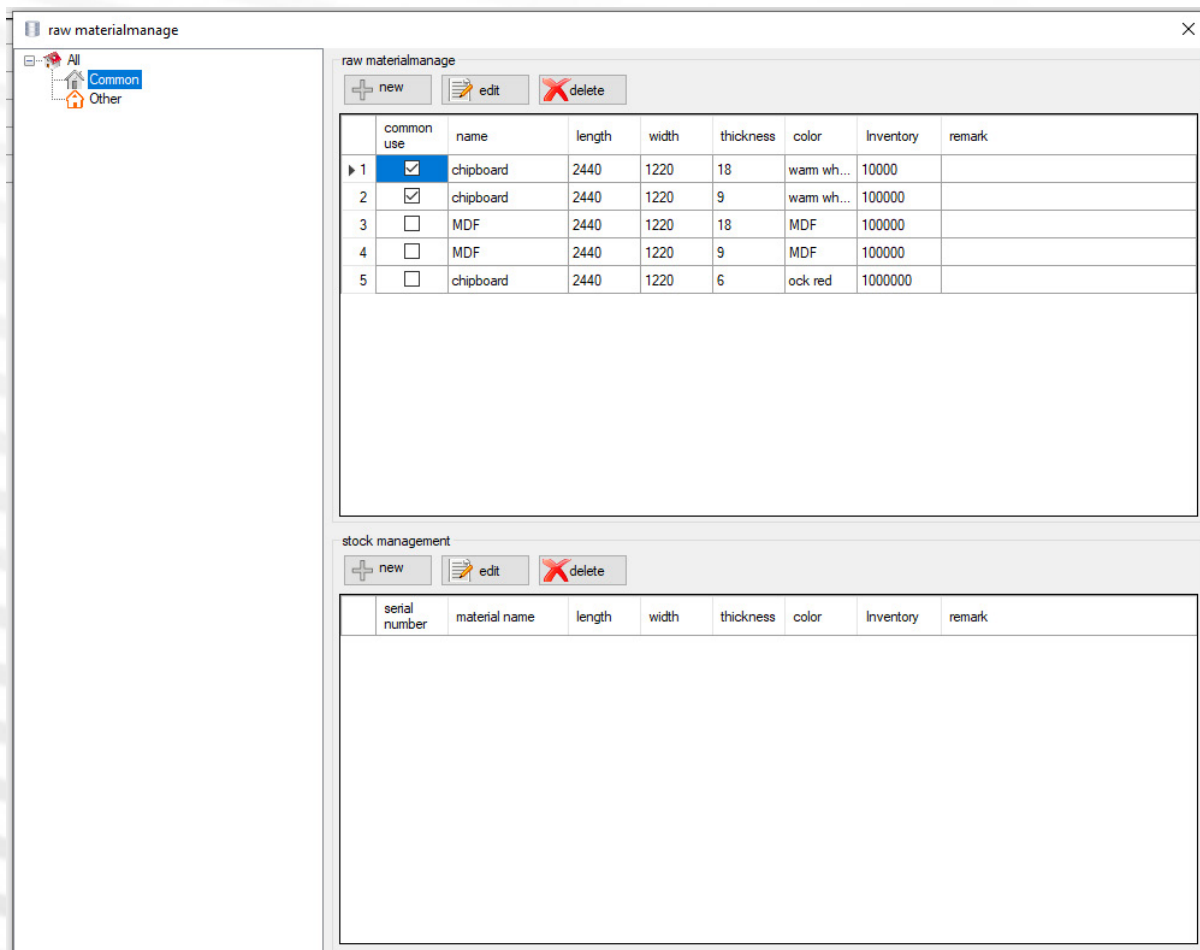 raw materialmanage
All
Common
Other
raw materialmanage
new edit delete
common use name length width thickness color Inventory remark
1 chipboard 2440 1220 18 warm wh... 10000
2 chipboard 2440 1220 9 warm wh... 100000
3 MDF 2440 1220 18 MDF 100000
4 MDF 2440 1220 9 MDF 100000
5 chipboard 2440 1220 6 ock red 1000000
stock management
new edit delete
serial number material name length width thickness color Inventory remark